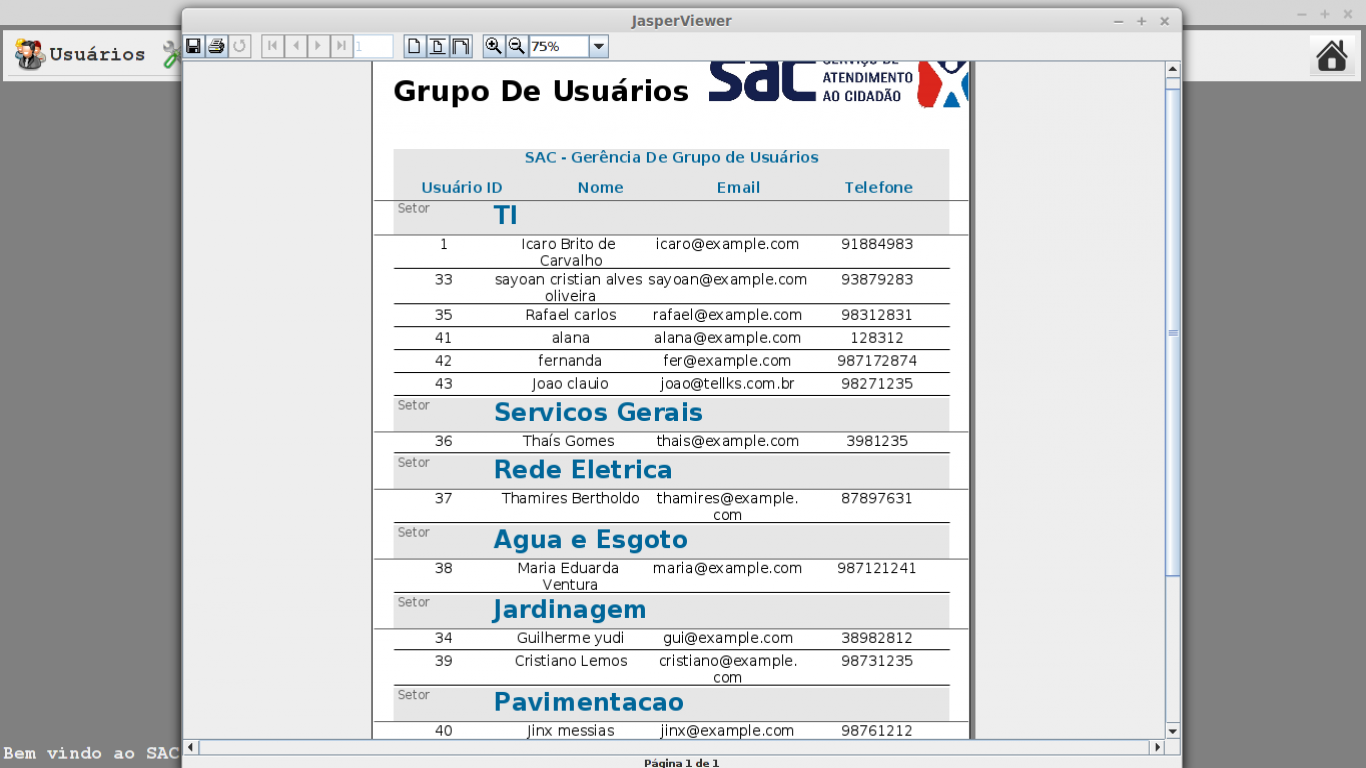 JasperViewer
Usuários
1
75%
Grupo De Usuários
sac
SERVIÇO DE
ATENDIMENTO
AO CIDADÃO
SAC - Gerência De Grupo de Usuários
Usuário ID Nome Email Telefone
Setor TI
1 Icaro Brito de icaro@example.com 91884983
Carvalho
33 sayoan cristian alves sayoan@example.com 93879283
oliveira
35 Rafael carlos rafael@example.com 98312831
41 alana alana@example.com 128312
42 fernanda fer@example.com 987172874
43 Joao clauio joao@tellks.com.br 98271235
Setor Servicos Gerais
36 Thaís Gomes thais@example.com 3981235
Setor Rede Eletrica
37 Thamires Bertholdo thamires@example. 87897631
com
Setor Agua e Esgoto
38 Maria Eduarda maria@example.com 987121241
Ventura
Setor Jardinagem
34 Guilherme yudi gui@example.com 38982812
39 Cristiano Lemos cristiano@example. 98731235
com
Setor Pavimentacao
40 Jinx messias jinx@example.com 98761212
Bem vindo ao SAC
Página 1 de 1